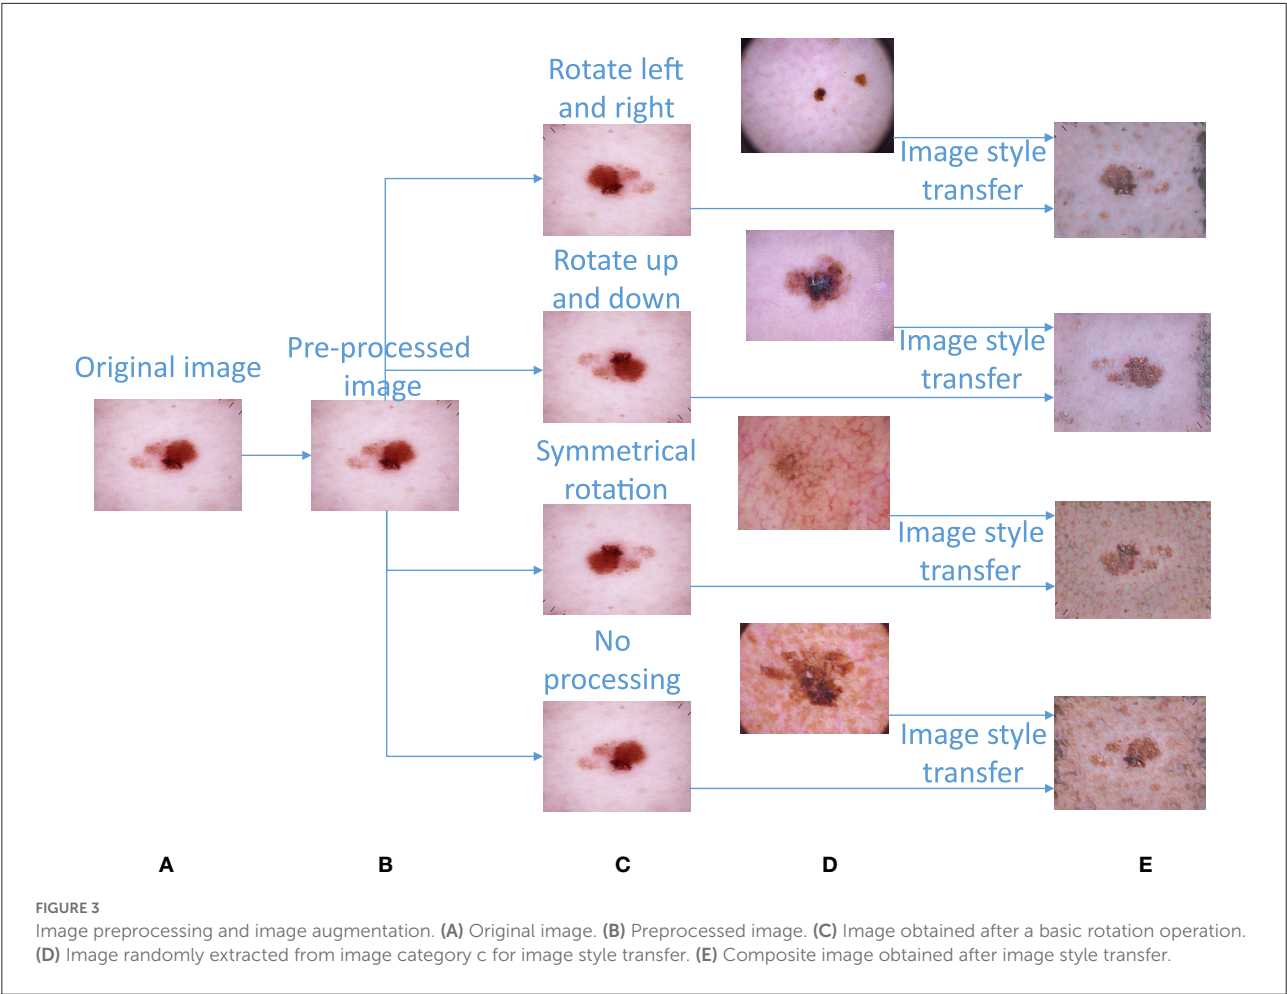 Rotate left
and right
Image style
transfer
Rotate up
and down
Original image
Pre-processed
image
Image style
transfer
Symmetrical
rotation
Image style
transfer
No
processing
Image style
transfer
A B C D E
FIGURE 3
Image preprocessing and image augmentation. (A) Original image. (B) Preprocessed image. (C) Image obtained after a basic rotation operation.
(D) Image randomly extracted from image category c for image style transfer. (E) Composite image obtained after image style transfer.